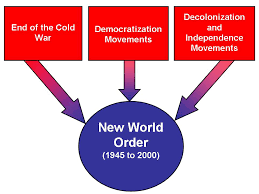 End of the Cold
War
Democratization
Movements
Decolonization
and
Independence
Movements
New World
Order
(1945 to 2000)